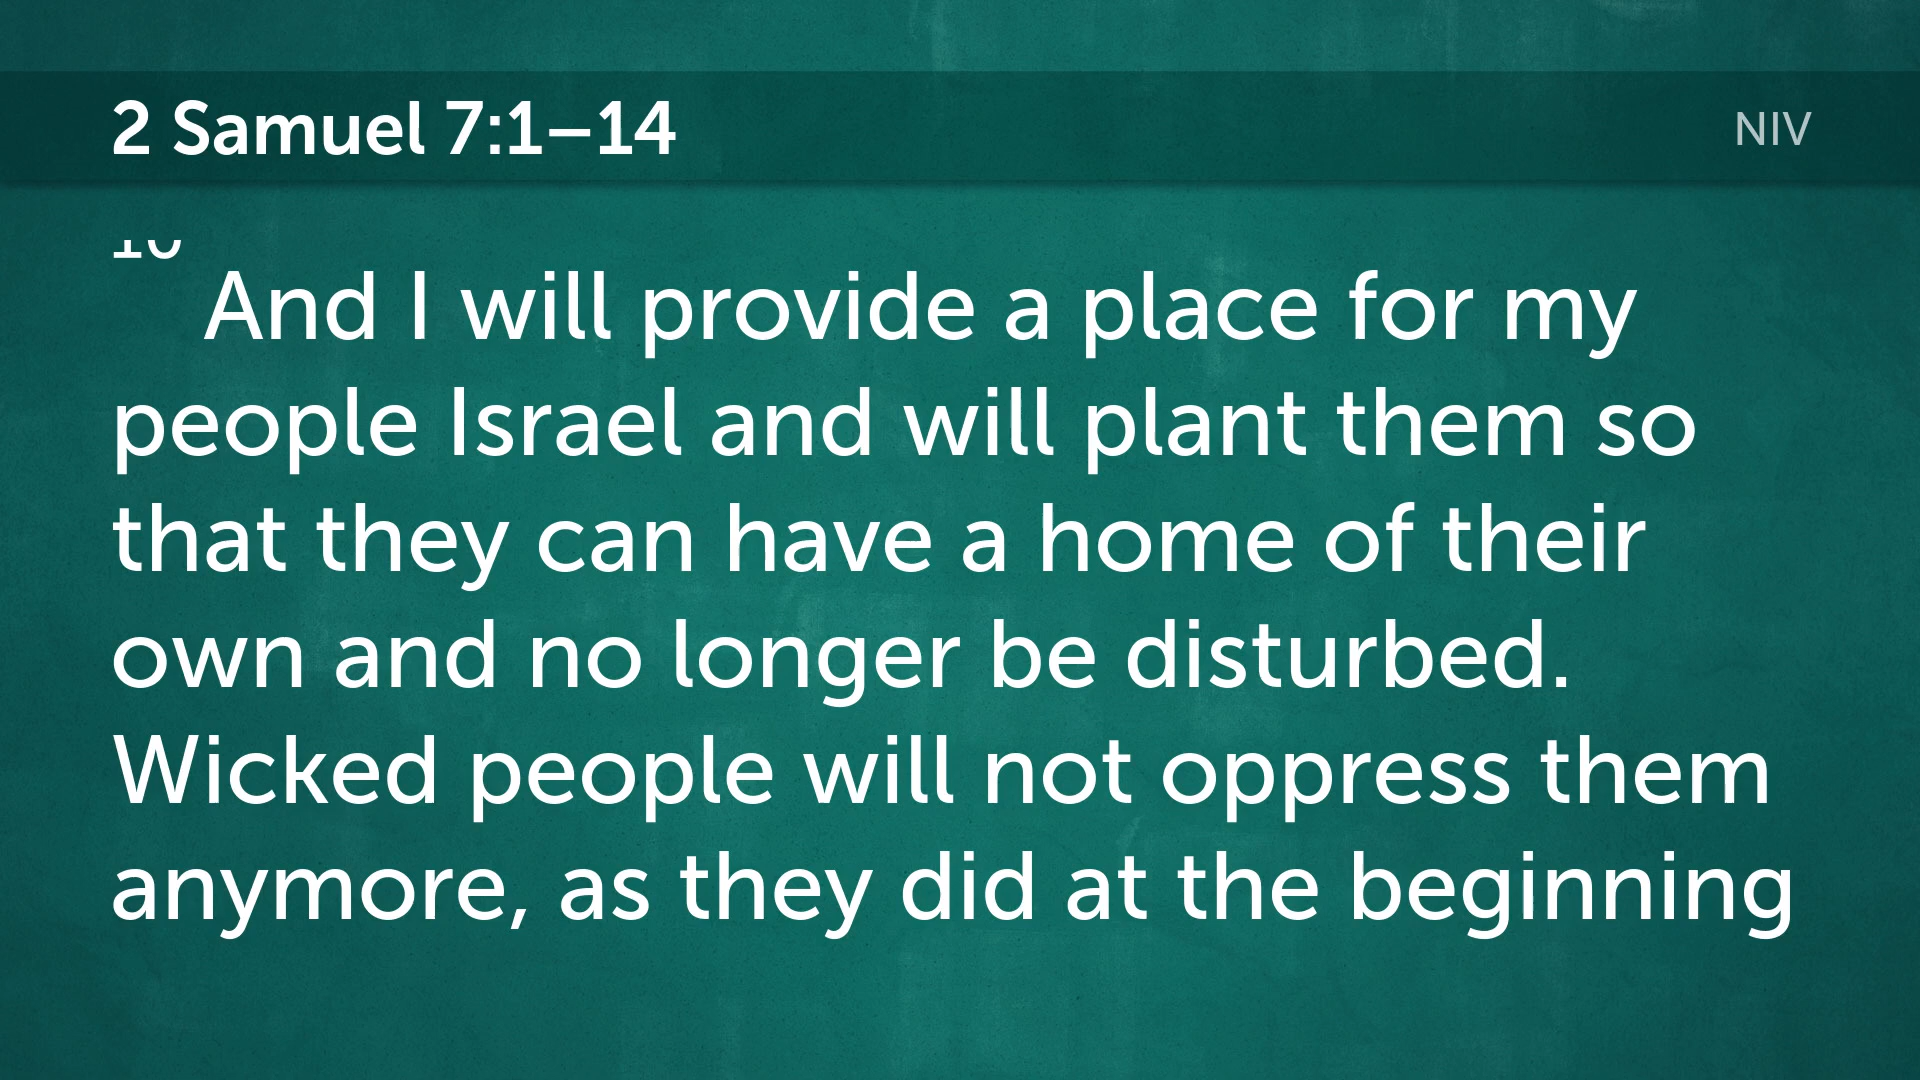 2 Samuel 7:1–14
NIV
10
And I will provide a place for my
people Israel and will plant them so
that they can have a home of their
own and no longer be disturbed.
Wicked people will not oppress them
anymore, as they did at the beginning